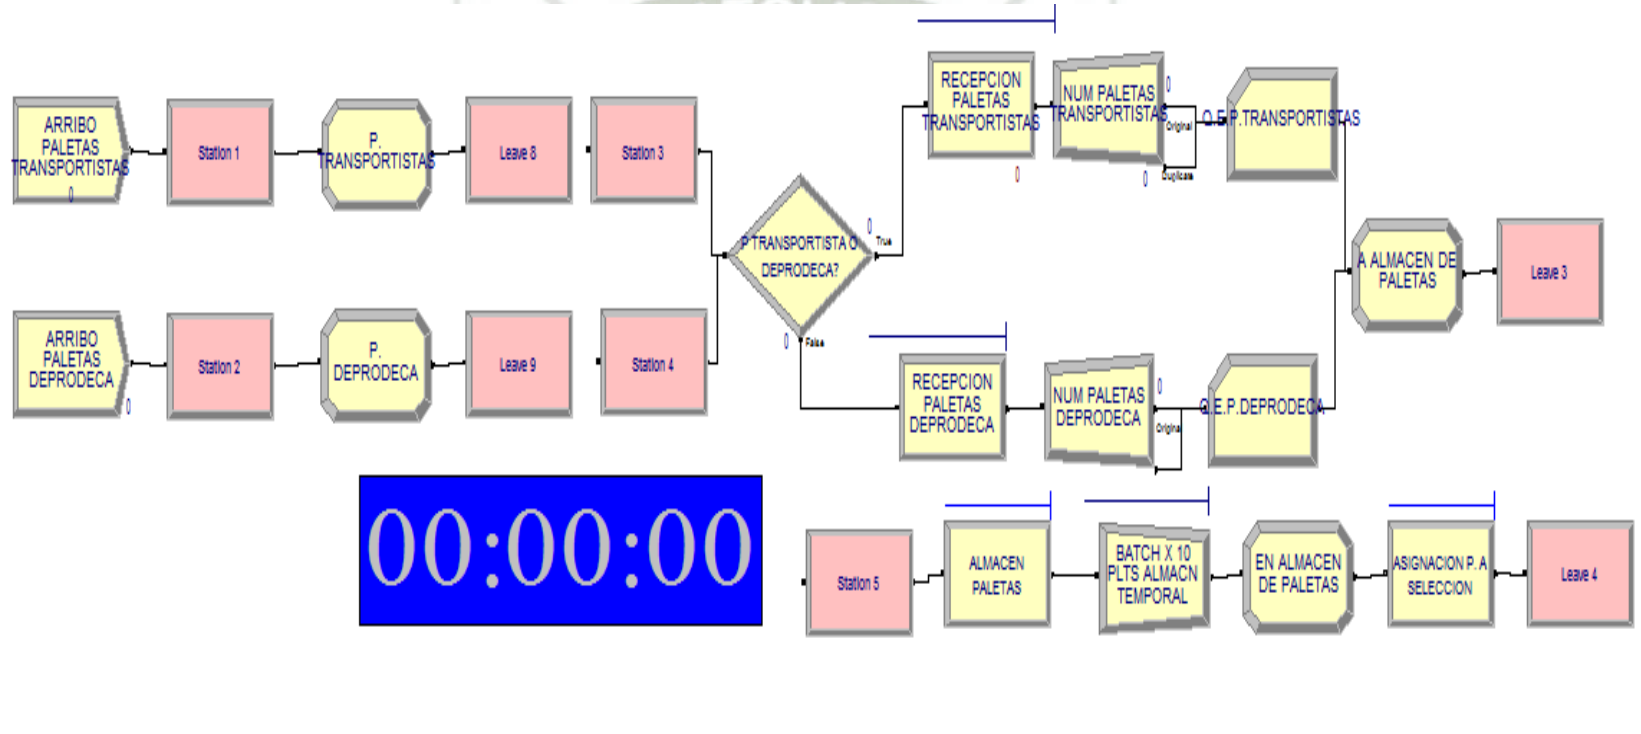 ARRIBO
PALETAS
TRANSPORTISTAS
0
Station 1
P.
TRANSPORTISTAS
Leave 8
Station 3
ARRIBO
PALETAS
DEPRODECA
0
Station 2
P.
DEPRODECA
Leave 9
Station 4
P TRANSPORTISTA O
DEPRODECA?
0
True
0
False
RECEPCION
PALETAS
TRANSPORTISTAS
0
NUM PALETAS
TRANSPORTISTAS
0
Original
0
Duplicate
Q.E.P.TRANSPORTISTAS
RECEPCION
PALETAS
DEPRODECA
NUM PALETAS
DEPRODECA
0
Original
Q.E.P.DEPRODECA
A ALMACEN DE
PALETAS
Leave 3
00:00:00
Station 5
ALMACEN
PALETAS
BATCH X 10
PLTS ALMACN
TEMPORAL
EN ALMACEN
DE PALETAS
ASIGNACION P. A
SELECCION
Leave 4